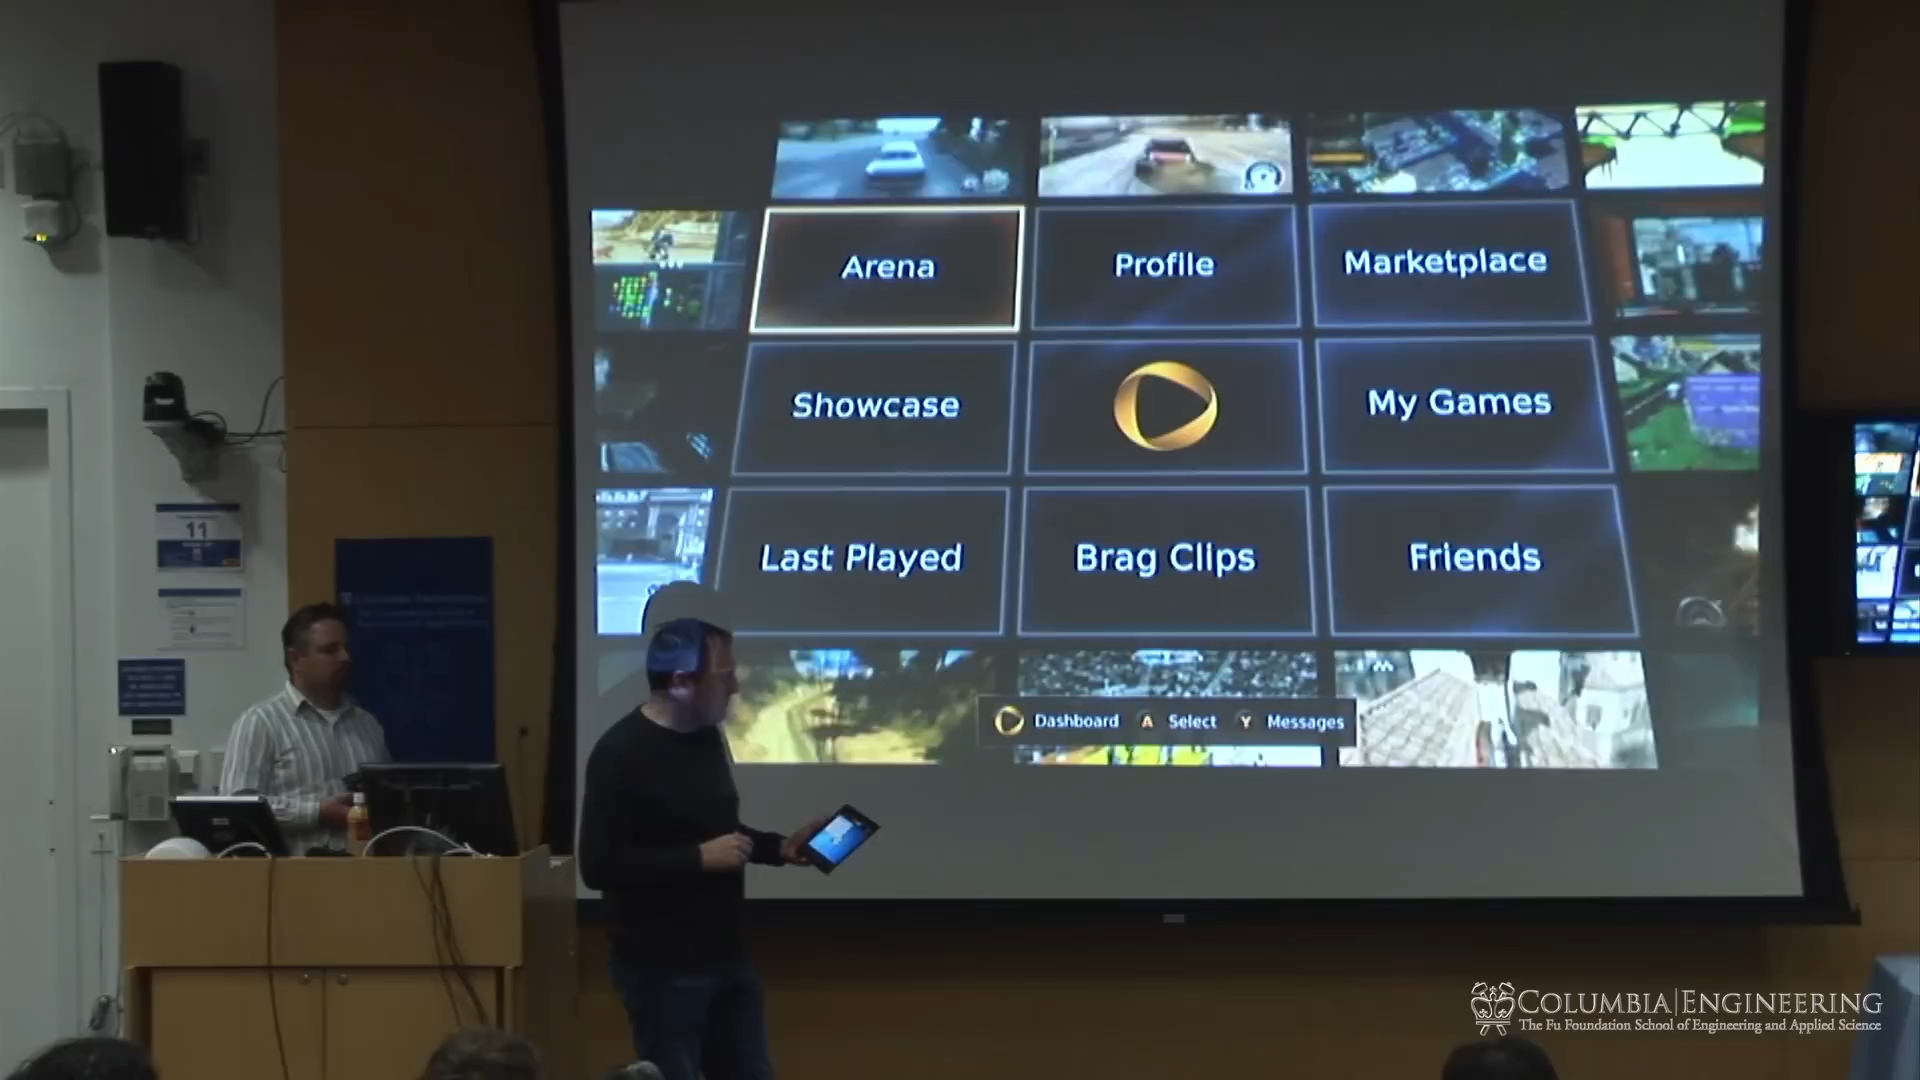 Arena
Profile
Marketplace
Showcase
My Games
Last Played
Brag Clips
Friends
Dashboard A Select Y Messages
11
COLUMBIA|ENGINEERING
The Fu Foundation School of Engineering and Applied Science